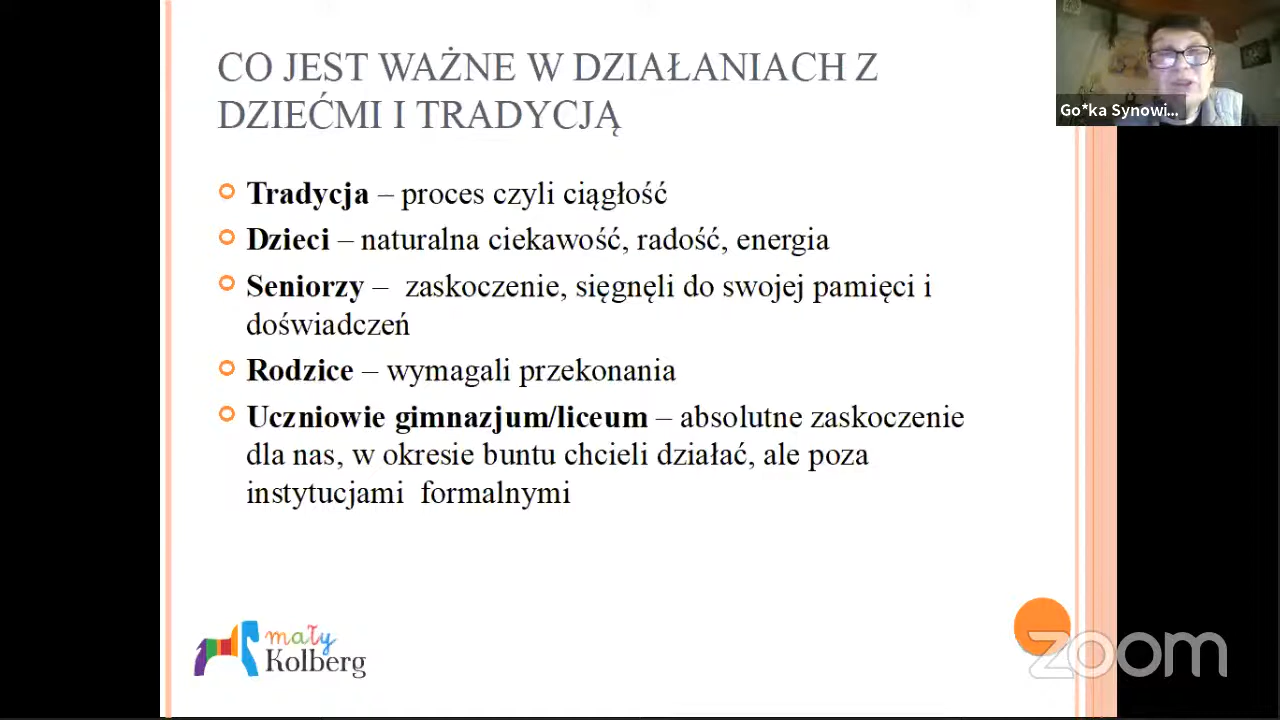 CO JEST WAŻNE W DZIAŁANIACH Z
DZIEĆMI I TRADYCJĄ
Tradycja – proces czyli ciągłość
Dzieci – naturalna ciekawość, radość, energia
Seniorzy – zaskoczenie, sięgnęli do swojej pamięci i
doświadczeń
Rodzice – wymagali przekonania
Uczniowie gimnazjum/liceum – absolutne zaskoczenie
dla nas, w okresie buntu chcieli działać, ale poza
instytucjami formalnymi
mały
Kolberg
Go*ka Synowi...
zoom